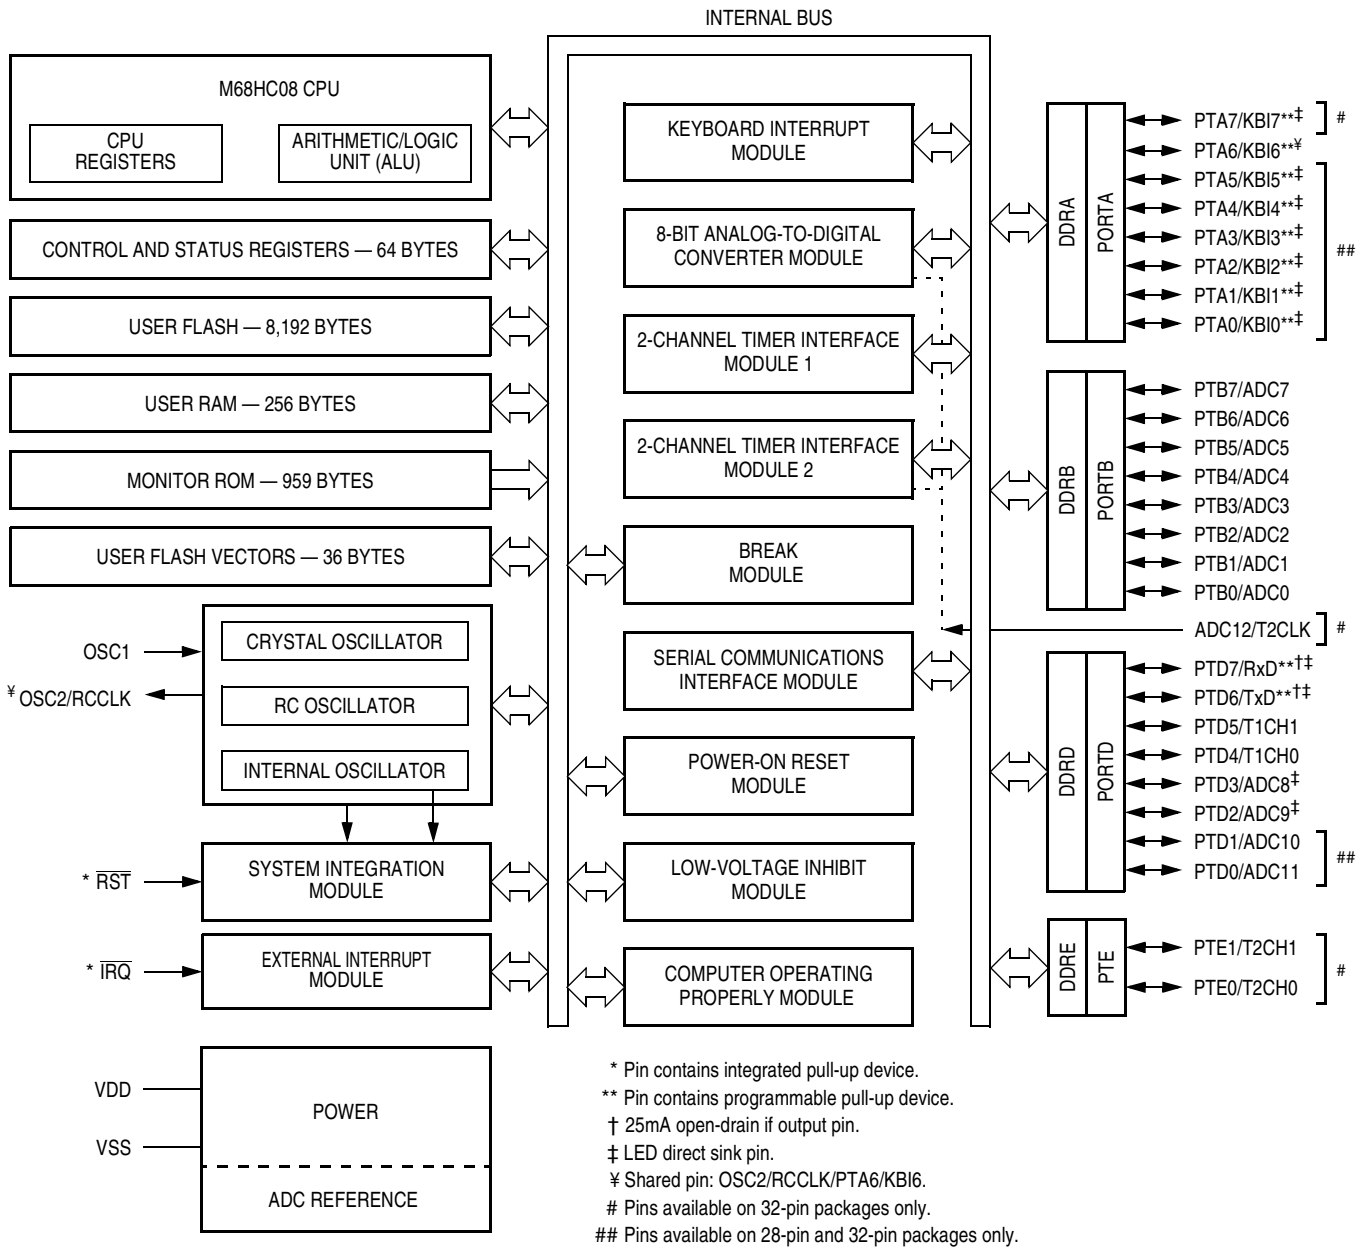 INTERNAL BUS
M68HC08 CPU
CPU
REGISTERS
ARITHMETIC/LOGIC
UNIT (ALU)
CONTROL AND STATUS REGISTERS — 64 BYTES
USER FLASH — 8,192 BYTES
USER RAM — 256 BYTES
MONITOR ROM — 959 BYTES
USER FLASH VECTORS — 36 BYTES
OSC1
¥ OSC2/RCCLK
CRYSTAL OSCILLATOR
RC OSCILLATOR
INTERNAL OSCILLATOR
* RST
SYSTEM INTEGRATION
MODULE
* IRQ
EXTERNAL INTERRUPT
MODULE
VDD
VSS
POWER
ADC REFERENCE
KEYBOARD INTERRUPT
MODULE
8-BIT ANALOG-TO-DIGITAL
CONVERTER MODULE
2-CHANNEL TIMER INTERFACE
MODULE 1
2-CHANNEL TIMER INTERFACE
MODULE 2
BREAK
MODULE
SERIAL COMMUNICATIONS
INTERFACE MODULE
POWER-ON RESET
MODULE
LOW-VOLTAGE INHIBIT
MODULE
COMPUTER OPERATING
PROPERLY MODULE
DDRA
PORTA
PTA7/KBI7**‡
#
PTA6/KBI6**¥
PTA5/KBI5**‡
PTA4/KBI4**‡
PTA3/KBI3**‡
PTA2/KBI2**‡
PTA1/KBI1**‡
PTA0/KBI0**‡
##
DDRB
PORTB
PTB7/ADC7
PTB6/ADC6
PTB5/ADC5
PTB4/ADC4
PTB3/ADC3
PTB2/ADC2
PTB1/ADC1
PTB0/ADC0
ADC12/T2CLK
#
DDRD
PORTD
PTD7/RxD**†‡
PTD6/TxD**†‡
PTD5/T1CH1
PTD4/T1CH0
PTD3/ADC8‡
PTD2/ADC9‡
PTD1/ADC10
PTD0/ADC11
##
DDRE
PTE
PTE1/T2CH1
PTE0/T2CH0
#
* Pin contains integrated pull-up device.
** Pin contains programmable pull-up device.
† 25mA open-drain if output pin.
‡ LED direct sink pin.
¥ Shared pin: OSC2/RCCLK/PTA6/KBI6.
# Pins available on 32-pin packages only.
## Pins available on 28-pin and 32-pin packages only.